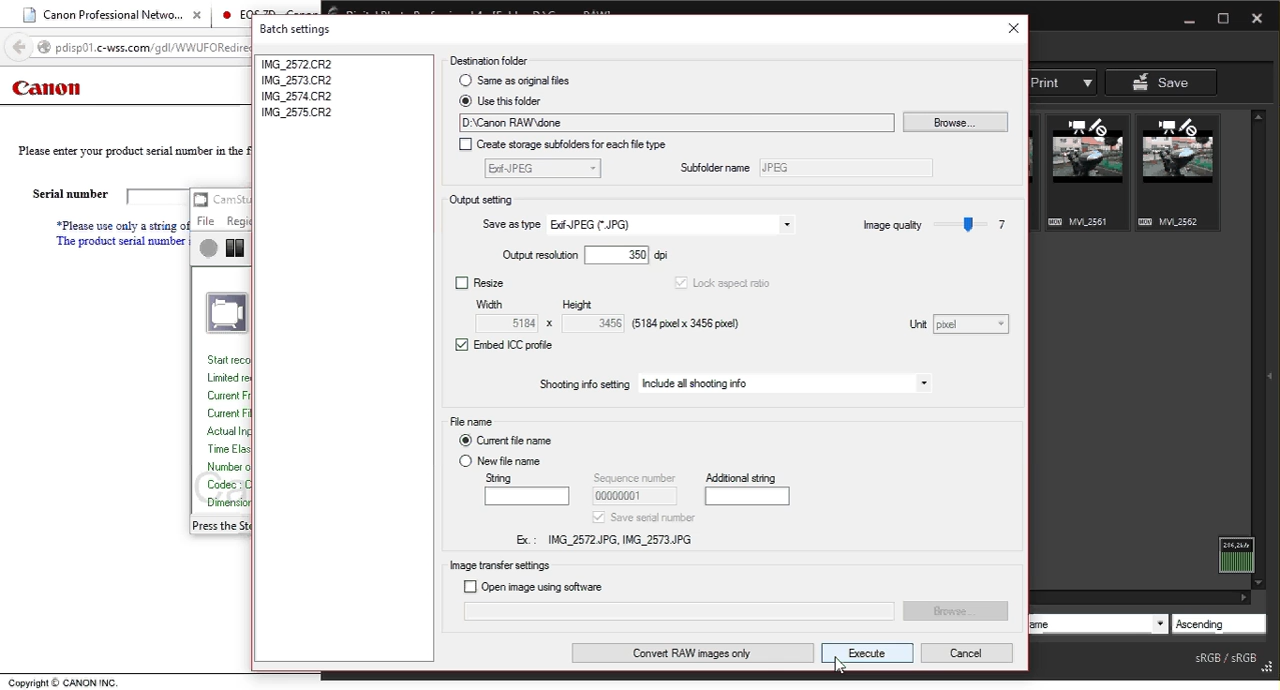 Canon Professional Netwo...
EOS 7D
pdisp01.c-wss.com/gdl/WWUFORedire
Canon
Please enter your product serial number in the f
Serial number
*Please use only a string of
The product serial number i
CamStu
File Regi
Start reco
Limited re
Current Fr
Current Fil
Actual Inp
Time Elas
Number o
Codec : C
Dimension
Press the Sto
Copyright © CANON INC.
Batch settings
IMG_2572.CR2
IMG_2573.CR2
IMG_2574.CR2
IMG_2575.CR2
Destination folder
Same as original files
Use this folder
D:\Canon RAW\done
Browse...
Create storage subfolders for each file type
Exif-JPEG
Subfolder name
JPEG
Output setting
Save as type
Exif-JPEG (*.JPG)
Image quality
7
Output resolution
350
dpi
Resize
Lock aspect ratio
Width
Height
5184 x 3456 (5184 pixel x 3456 pixel)
Unit
pixel
Embed ICC profile
Shooting info setting
Include all shooting info
File name
Current file name
New file name
String
Sequence number
Additional string
00000001
Save serial number
Ex. : IMG_2572.JPG, IMG_2573.JPG
Image transfer settings
Open image using software
Browse...
Convert RAW images only
Execute
Cancel
Print
Save
MOV MVI_2561
MOV MVI_2562
ame
Ascending
sRGB / sRGB